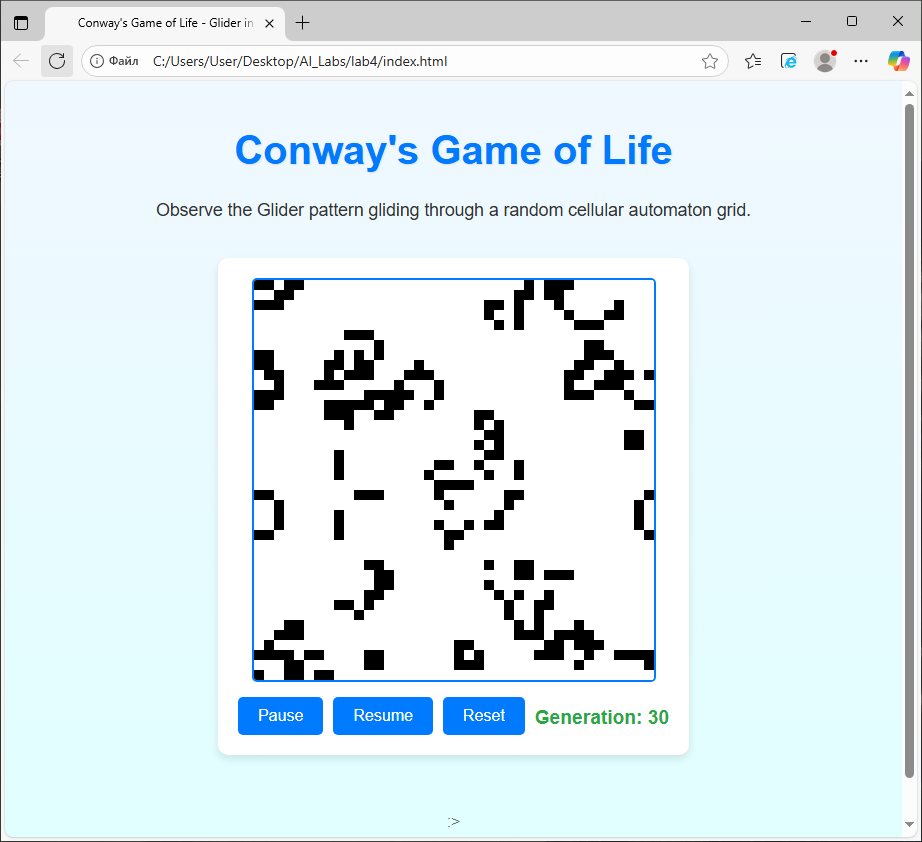 Conway's Game of Life - Glider in
Файл C:/Users/User/Desktop/AI_Labs/lab4/index.html
Conway's Game of Life
Observe the Glider pattern gliding through a random cellular automaton grid.
Pause Resume Reset Generation: 30
:>